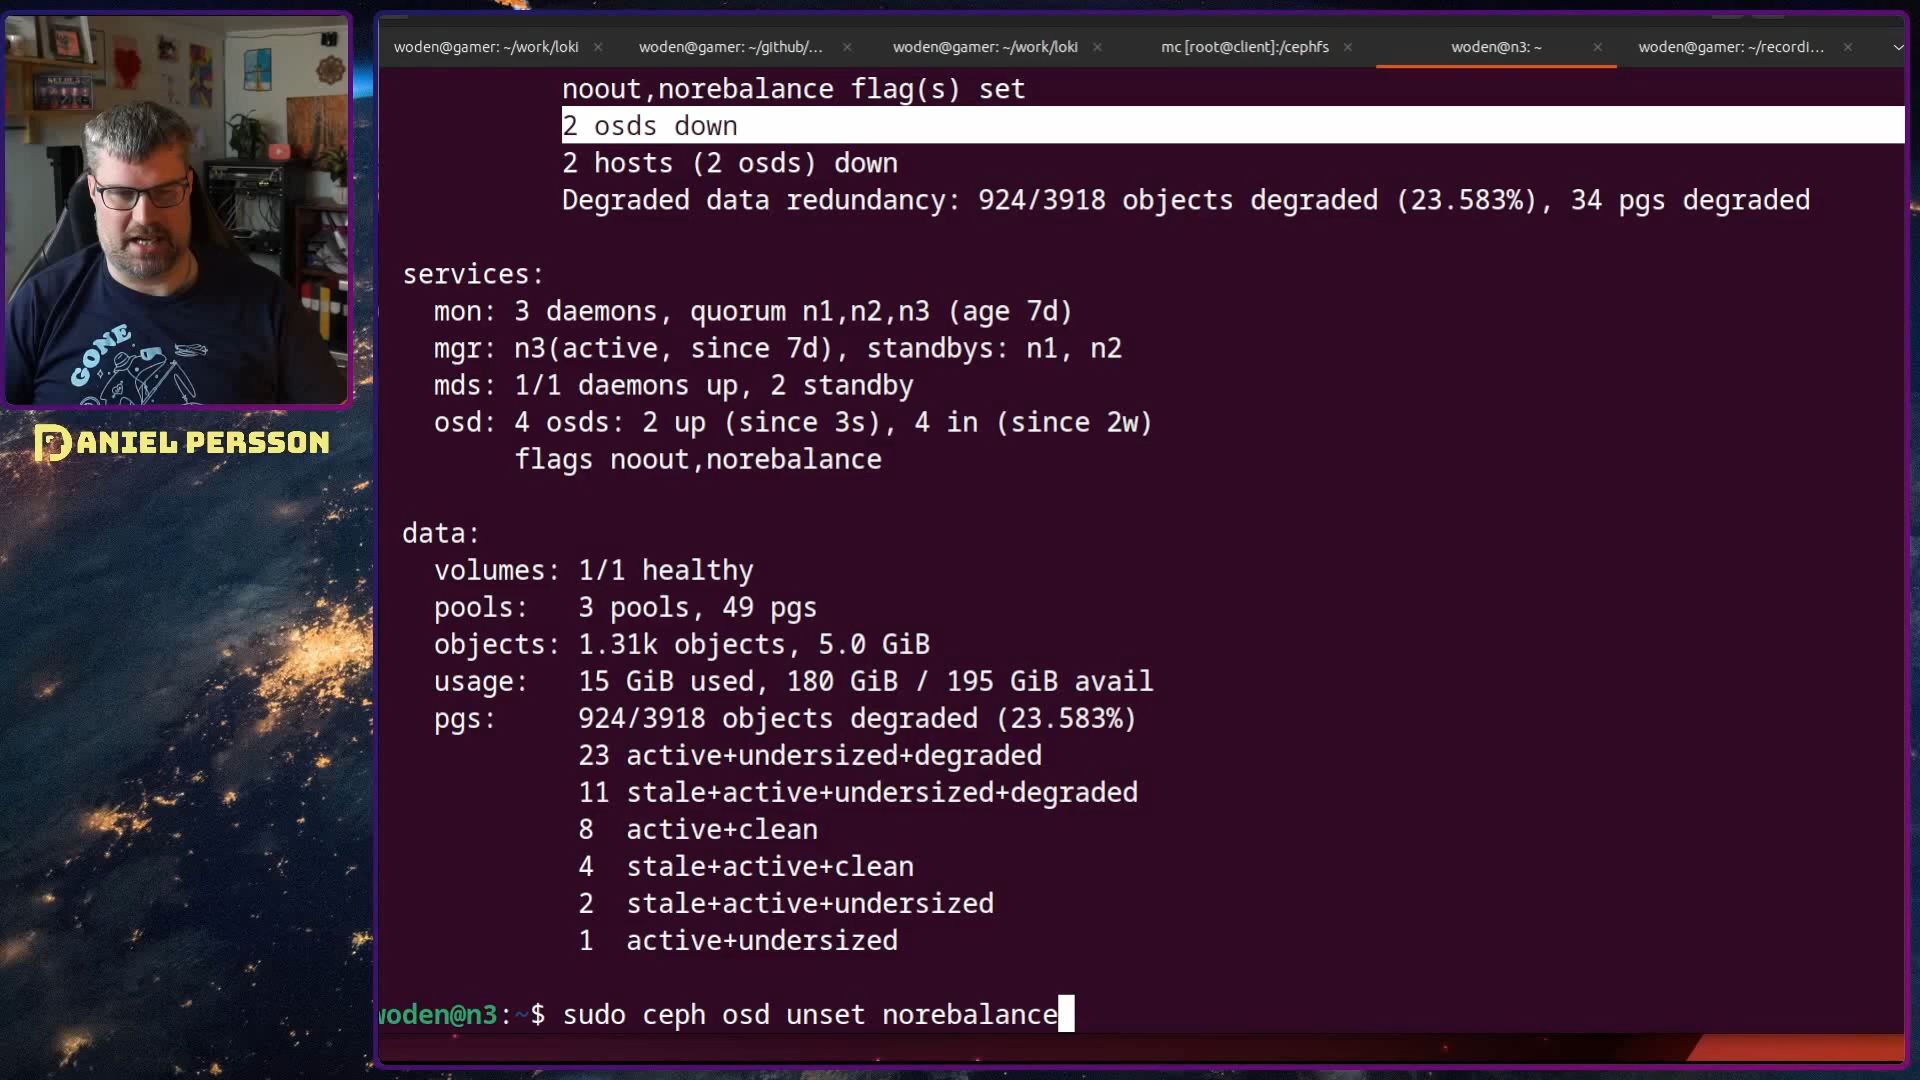 woden@gamer: ~/work/loki × woden@gamer: ~/github/... × woden@gamer: ~/work/loki × mc [root@client]:/cephfs × woden@n3: ~ × woden@gamer: ~/recordi... ×
noout,norebalance flag(s) set
2 osds down
2 hosts (2 osds) down
Degraded data redundancy: 924/3918 objects degraded (23.583%), 34 pgs degraded
services:
mon: 3 daemons, quorum n1,n2,n3 (age 7d)
mgr: n3(active, since 7d), standbys: n1, n2
mds: 1/1 daemons up, 2 standby
osd: 4 osds: 2 up (since 3s), 4 in (since 2w)
flags noout,norebalance
data:
volumes: 1/1 healthy
pools: 3 pools, 49 pgs
objects: 1.31k objects, 5.0 GiB
usage: 15 GiB used, 180 GiB / 195 GiB avail
pgs: 924/3918 objects degraded (23.583%)
23 active+undersized+degraded
11 stale+active+undersized+degraded
8 active+clean
4 stale+active+clean
2 stale+active+undersized
1 active+undersized
woden@n3:~$ sudo ceph osd unset norebalance
GONE
DANIEL PERSSON